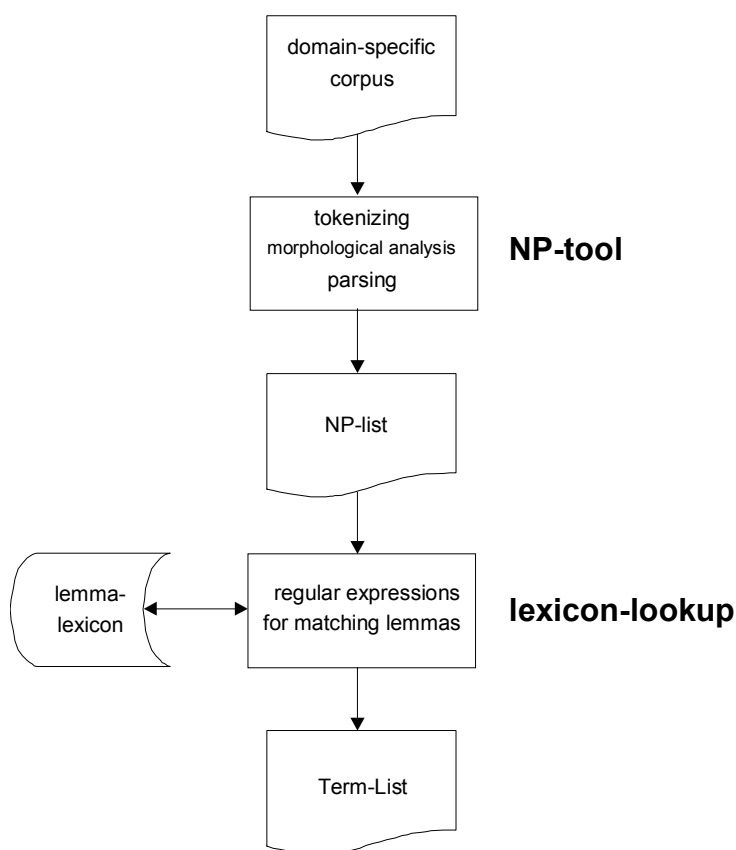 domain-specific
corpus
tokenizing
morphological analysis
parsing
NP-tool
NP-list
lemma-
lexicon
regular expressions
for matching lemmas
lexicon-lookup
Term-List